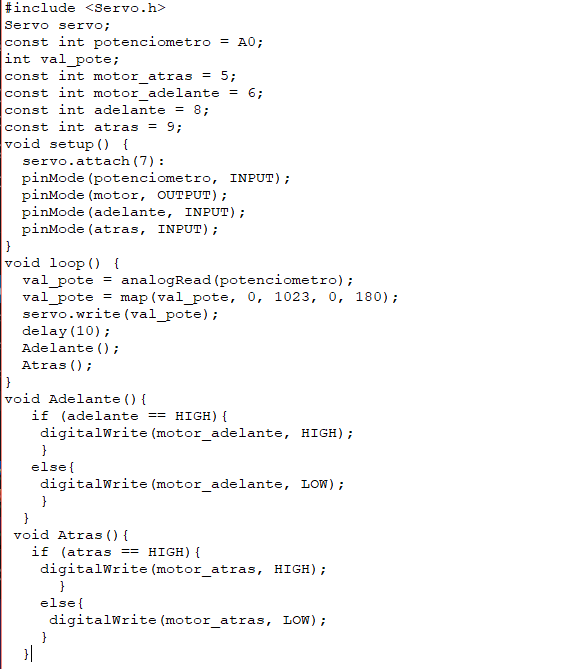 #include <Servo.h>
Servo servo;
const int potenciometro = A0;
int val_pote;
const int motor_atras = 5;
const int motor_adelante = 6;
const int adelante = 8;
const int atras = 9;
void setup() {
  servo.attach(7):
  pinMode(potenciometro, INPUT);
  pinMode(motor, OUTPUT);
  pinMode(adelante, INPUT);
  pinMode(atras, INPUT);
}
void loop() {
  val_pote = analogRead(potenciometro);
  val_pote = map(val_pote, 0, 1023, 0, 180);
  servo.write(val_pote);
  delay(10);
  Adelante();
  Atras();
}
void Adelante(){
   if (adelante == HIGH){
    digitalWrite(motor_adelante, HIGH);
    }
   else{
    digitalWrite(motor_adelante, LOW);
    }
  }
 void Atras(){
   if (atras == HIGH){
    digitalWrite(motor_atras, HIGH);
      }
    else{
     digitalWrite(motor_atras, LOW);
    }
  }